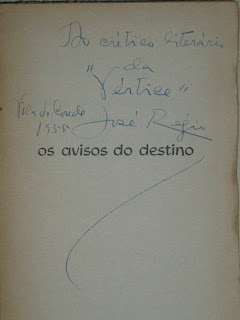 Ao crítico literário
da
"Vértice"
Vila do Conde
1955
José Régio
os avisos do destino